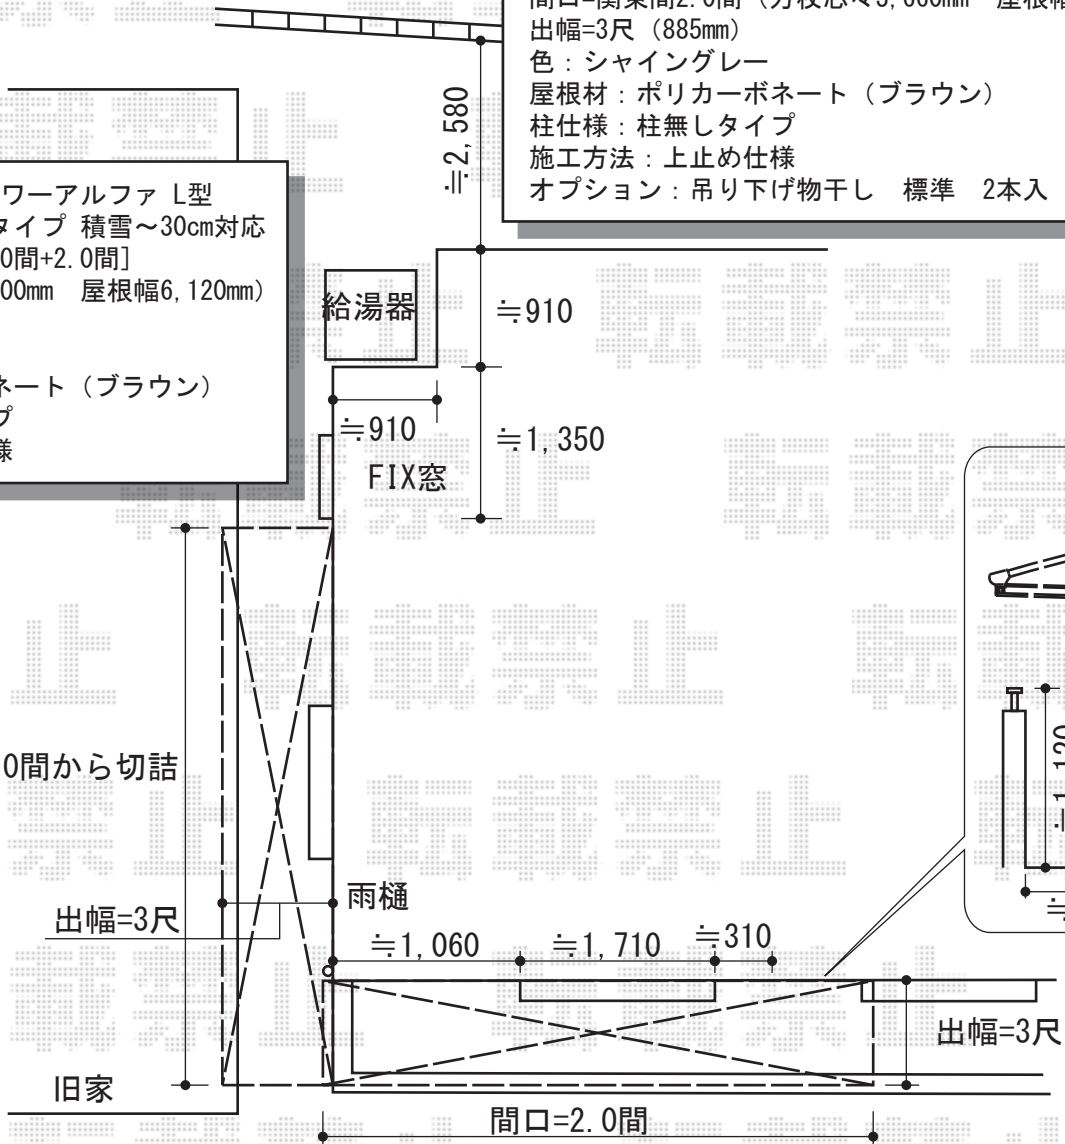 間口=関東間2.0間（方杖芯々3,600mm　屋根幅
出幅=3尺（885mm）
色：シャイングレー
屋根材：ポリカーボネート（ブラウン）
柱仕様：柱無しタイプ
施工方法：上止め仕様
オプション：吊り下げ物干し　標準　2本入
≒2,580
ワーアルファ L型
タイプ 積雪～30cm対応
0間+2.0間]
00mm　屋根幅6,120mm）
ネート（ブラウン）
プ
様
給湯器
≒910
≒910
≒1,350
FIX窓
0間から切詰
出幅=3尺
雨樋
≒1,060
≒1,710
≒310
≒1,120
≒
出幅=3尺
旧家
間口=2.0間
転載禁止